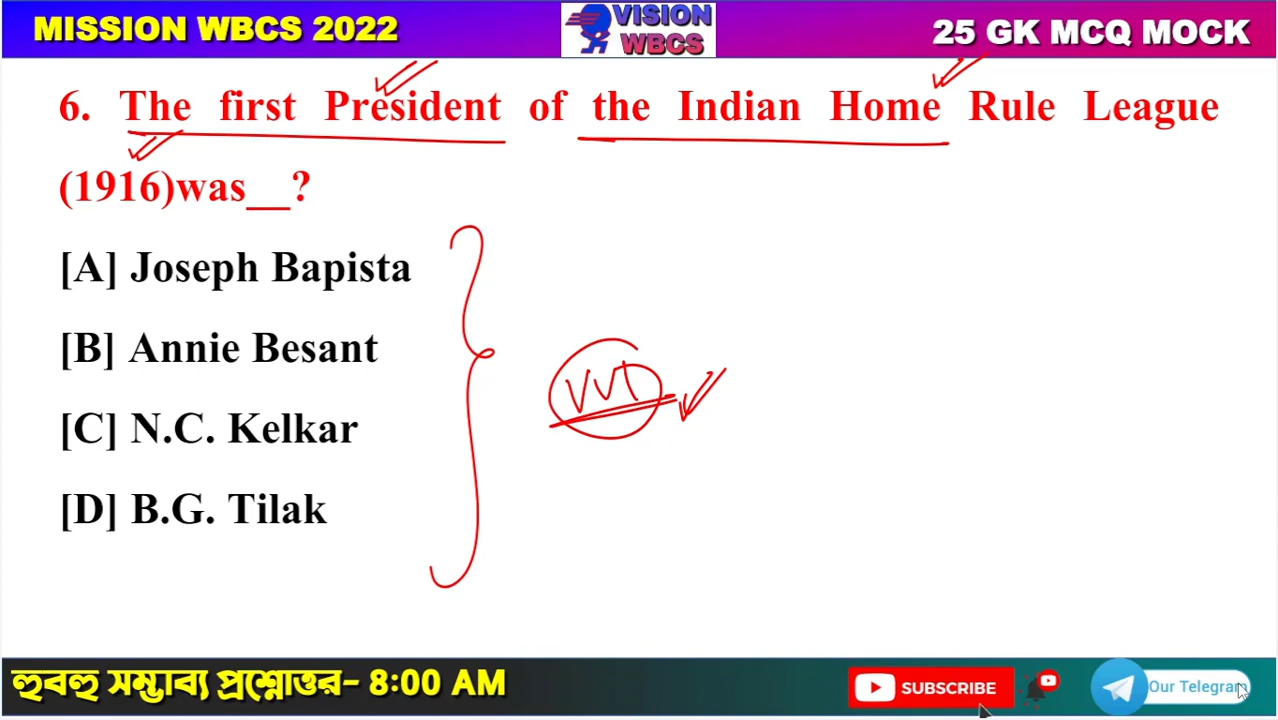 MISSION WBCS 2022
VISION
WBCS
25 GK MCQ MOCK
6. The first President of the Indian Home Rule League
(1916)was__?
[A] Joseph Bapista
[B] Annie Besant
[C] N.C. Kelkar
[D] B.G. Tilak
VVI
হুবহু সম্ভাব্য প্রশ্নোত্তর- 8:00 AM
SUBSCRIBE
Our Telegram